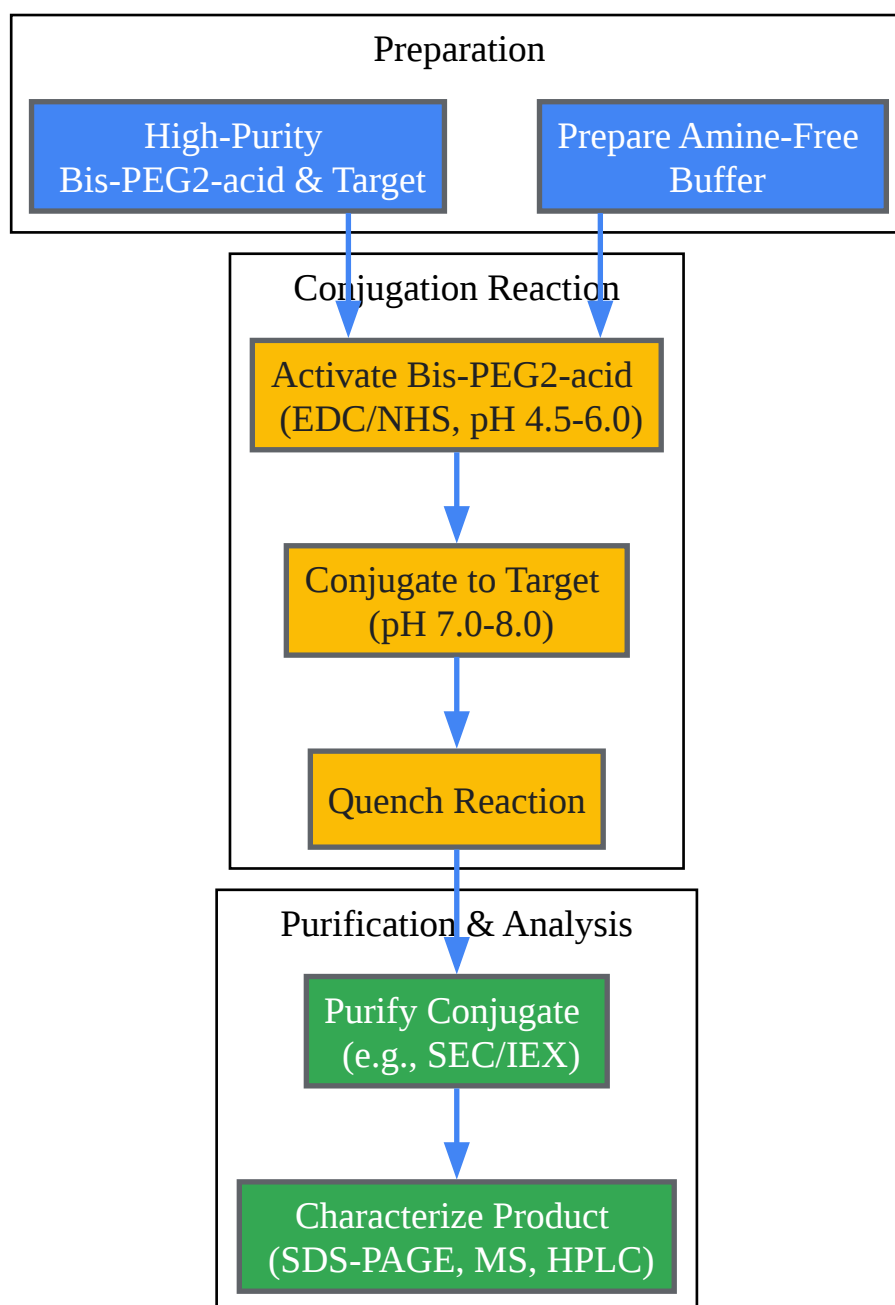 Preparation
High-Purity
Bis-PEG2-acid & Target
Prepare Amine-Free
Buffer
Conjugation Reaction
Activate Bis-PEG2-acid
(EDC/NHS, pH 4.5-6.0)
Conjugate to Target
(pH 7.0-8.0)
Quench Reaction
Purification & Analysis
Purify Conjugate
(e.g., SEC/IEX)
Characterize Product
(SDS-PAGE, MS, HPLC)